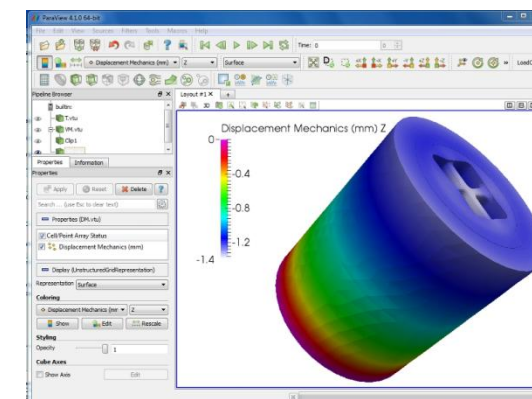 ParaView 4.1.0 64-bit
File Edit View Sources Filters Tools Macros Help
Time: 0
Displacement Mechanics (mm) Z Surface
Pipeline Browser
Layout #1 X +
builtin:
T.vtu
VM.vtu
Clip1
3D
Properties Information
Properties
Apply Reset Delete ?
Search ... (use Esc to clear text)
Properties (DM.vtu)
Cell/Point Array Status
Displacement Mechanics (mm)
Display (UnstructuredGridRepresentation)
Representation Surface
Coloring
Displacement Mechanics (mm Z
Show Edit Rescale
Styling
Opacity 1
Cube Axes
Show Axis Edit
Displacement Mechanics (mm) Z
0
-0.4
-0.8
-1.2
-1.4